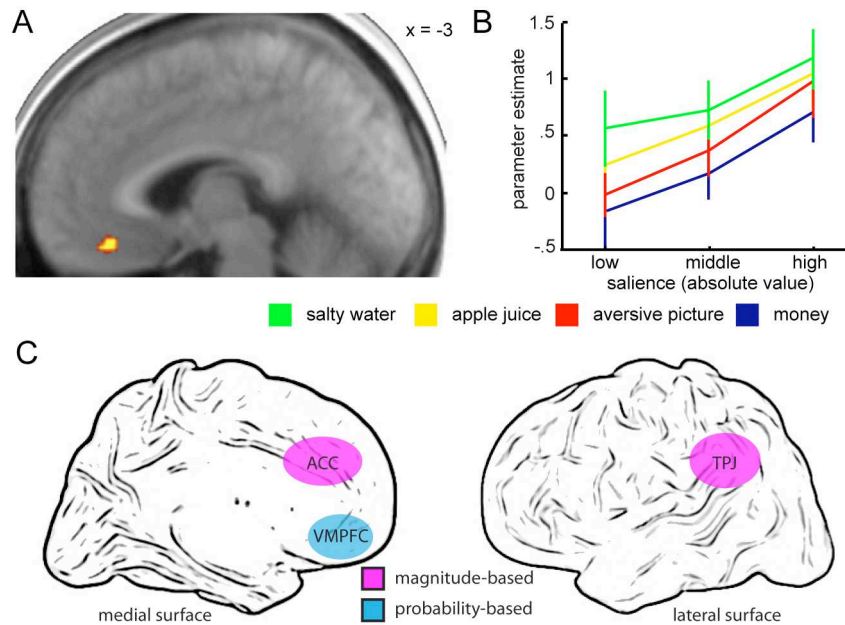 A
x = -3
B
parameter estimate
1.5
1
.5
0
-.5
low
middle
high
salience (absolute value)
salty water
apple juice
aversive picture
money
C
ACC
VMPFC
TPJ
magnitude-based
probability-based
medial surface
lateral surface